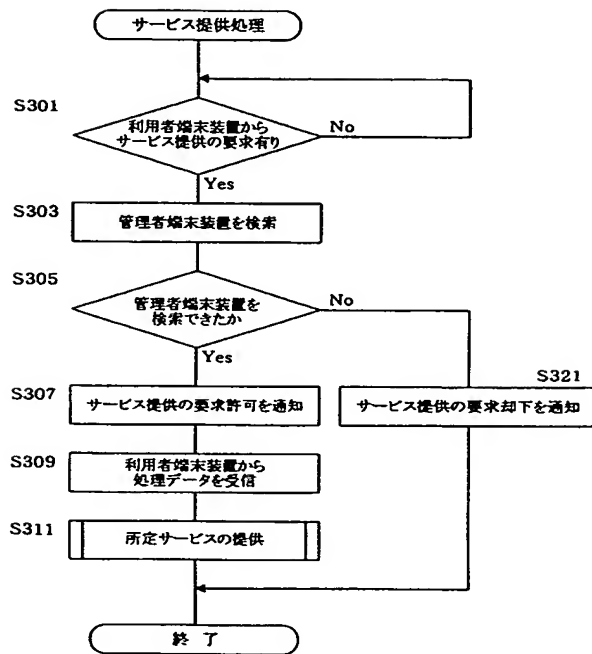 サービス提供処理
S301
利用者端末装置から
サービス提供の要求有り
No
Yes
S303
管理者端末装置を検索
S305
管理者端末装置を
検索できたか
No
Yes
S307
サービス提供の要求許可を通知
S321
サービス提供の要求却下を通知
S309
利用者端末装置から
処理データを受信
S311
所定サービスの提供
終 了